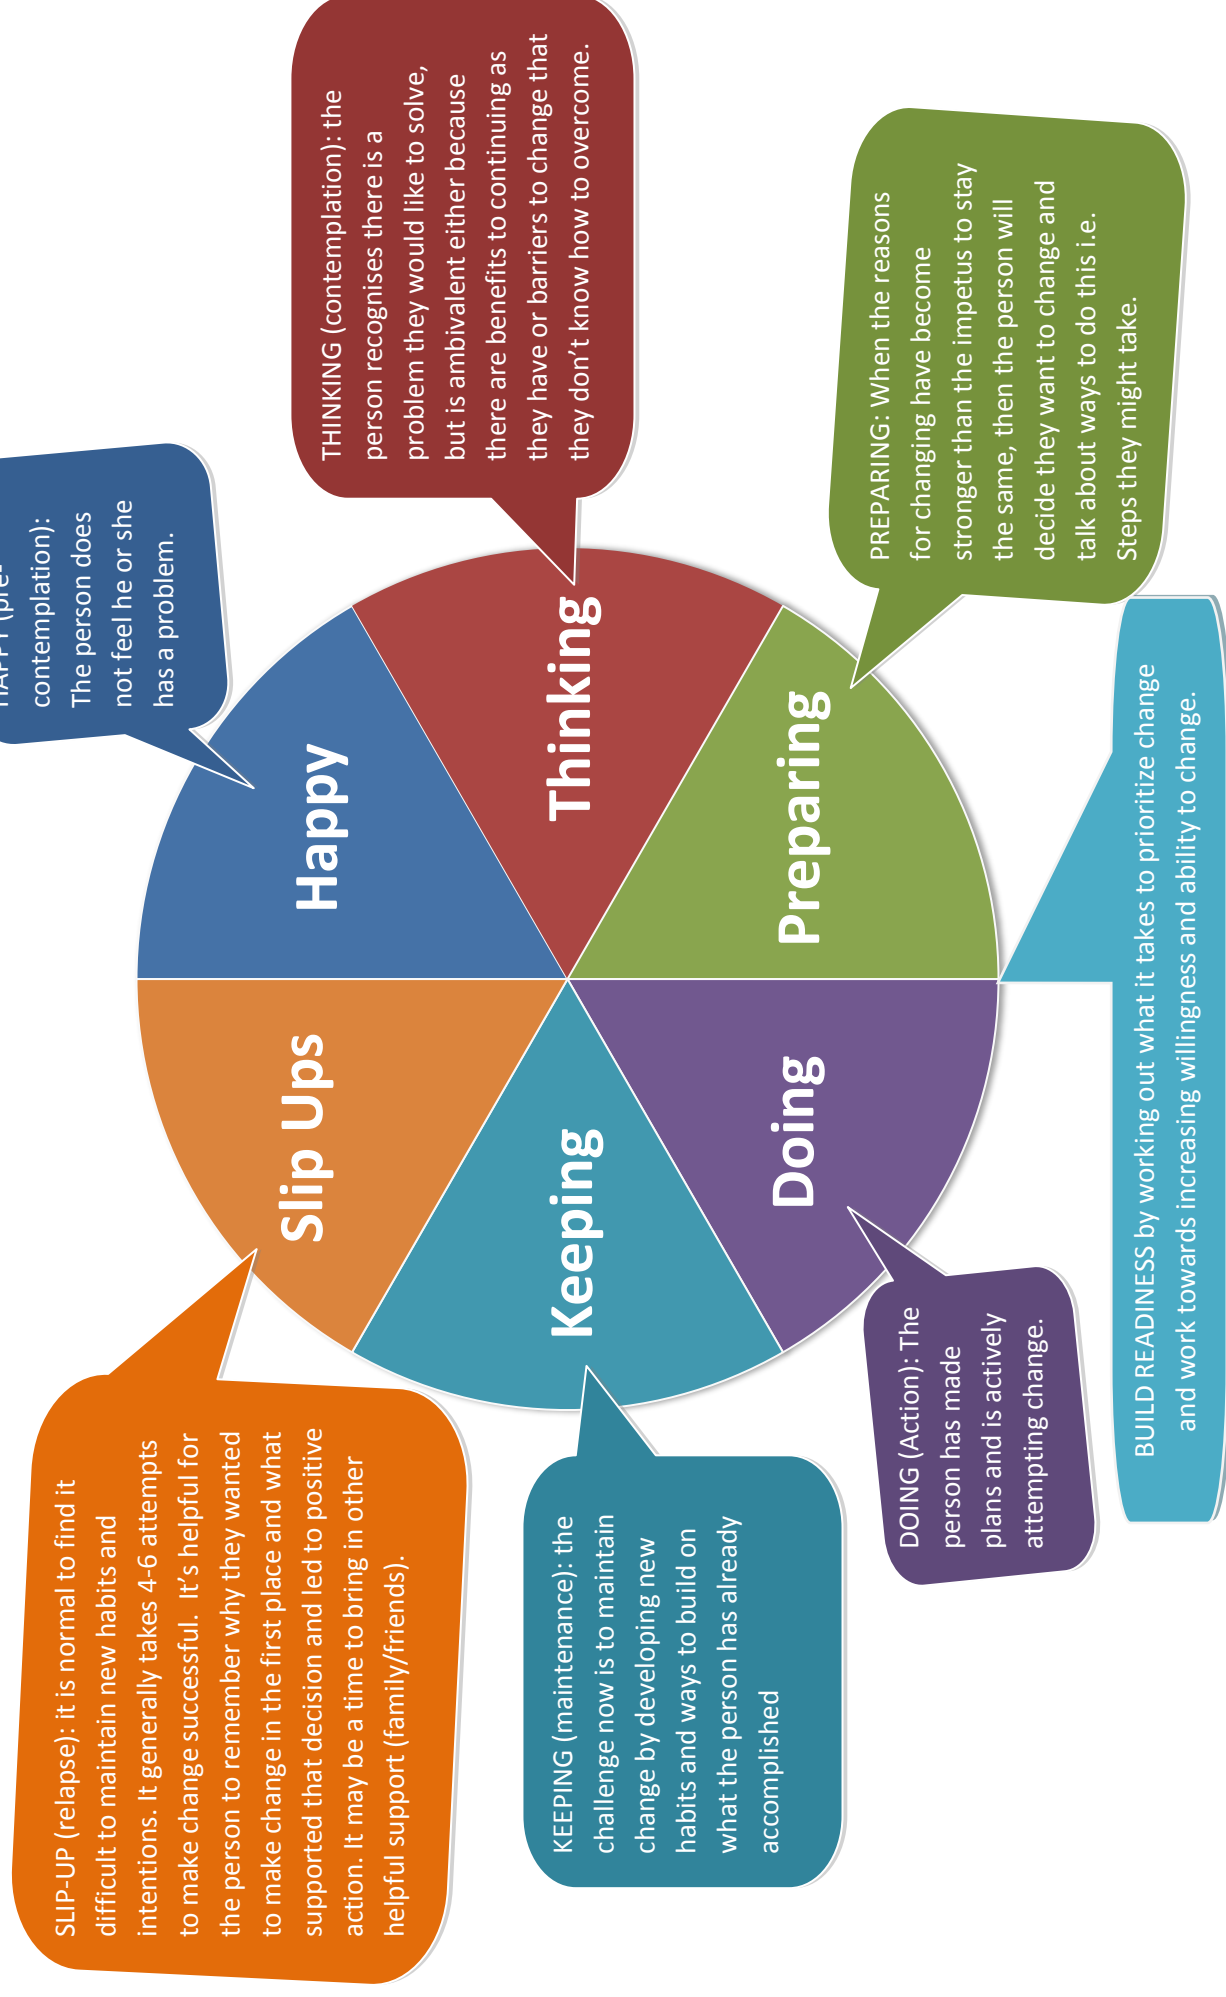 HAPPY (pre-
contemplation):
The person does
not feel he or she
has a problem.
THINKING (contemplation): the
person recognises there is a
problem they would like to solve,
but is ambivalent either because
there are benefits to continuing as
they have or barriers to change that
they don’t know how to overcome.
PREPARING: When the reasons
for changing have become
stronger than the impetus to stay
the same, then the person will
decide they want to change and
talk about ways to do this i.e.
Steps they might take.
BUILD READINESS by working out what it takes to prioritize change
and work towards increasing willingness and ability to change.
DOING (Action): The
person has made
plans and is actively
attempting change.
KEEPING (maintenance): the
challenge now is to maintain
change by developing new
habits and ways to build on
what the person has already
accomplished
SLIP-UP (relapse): it is normal to find it
difficult to maintain new habits and
intentions. It generally takes 4-6 attempts
to make change successful.  It’s helpful for
the person to remember why they wanted
to make change in the first place and what
supported that decision and led to positive
action. It may be a time to bring in other
helpful support (family/friends).
Happy
Thinking
Preparing
Doing
Keeping
Slip Ups